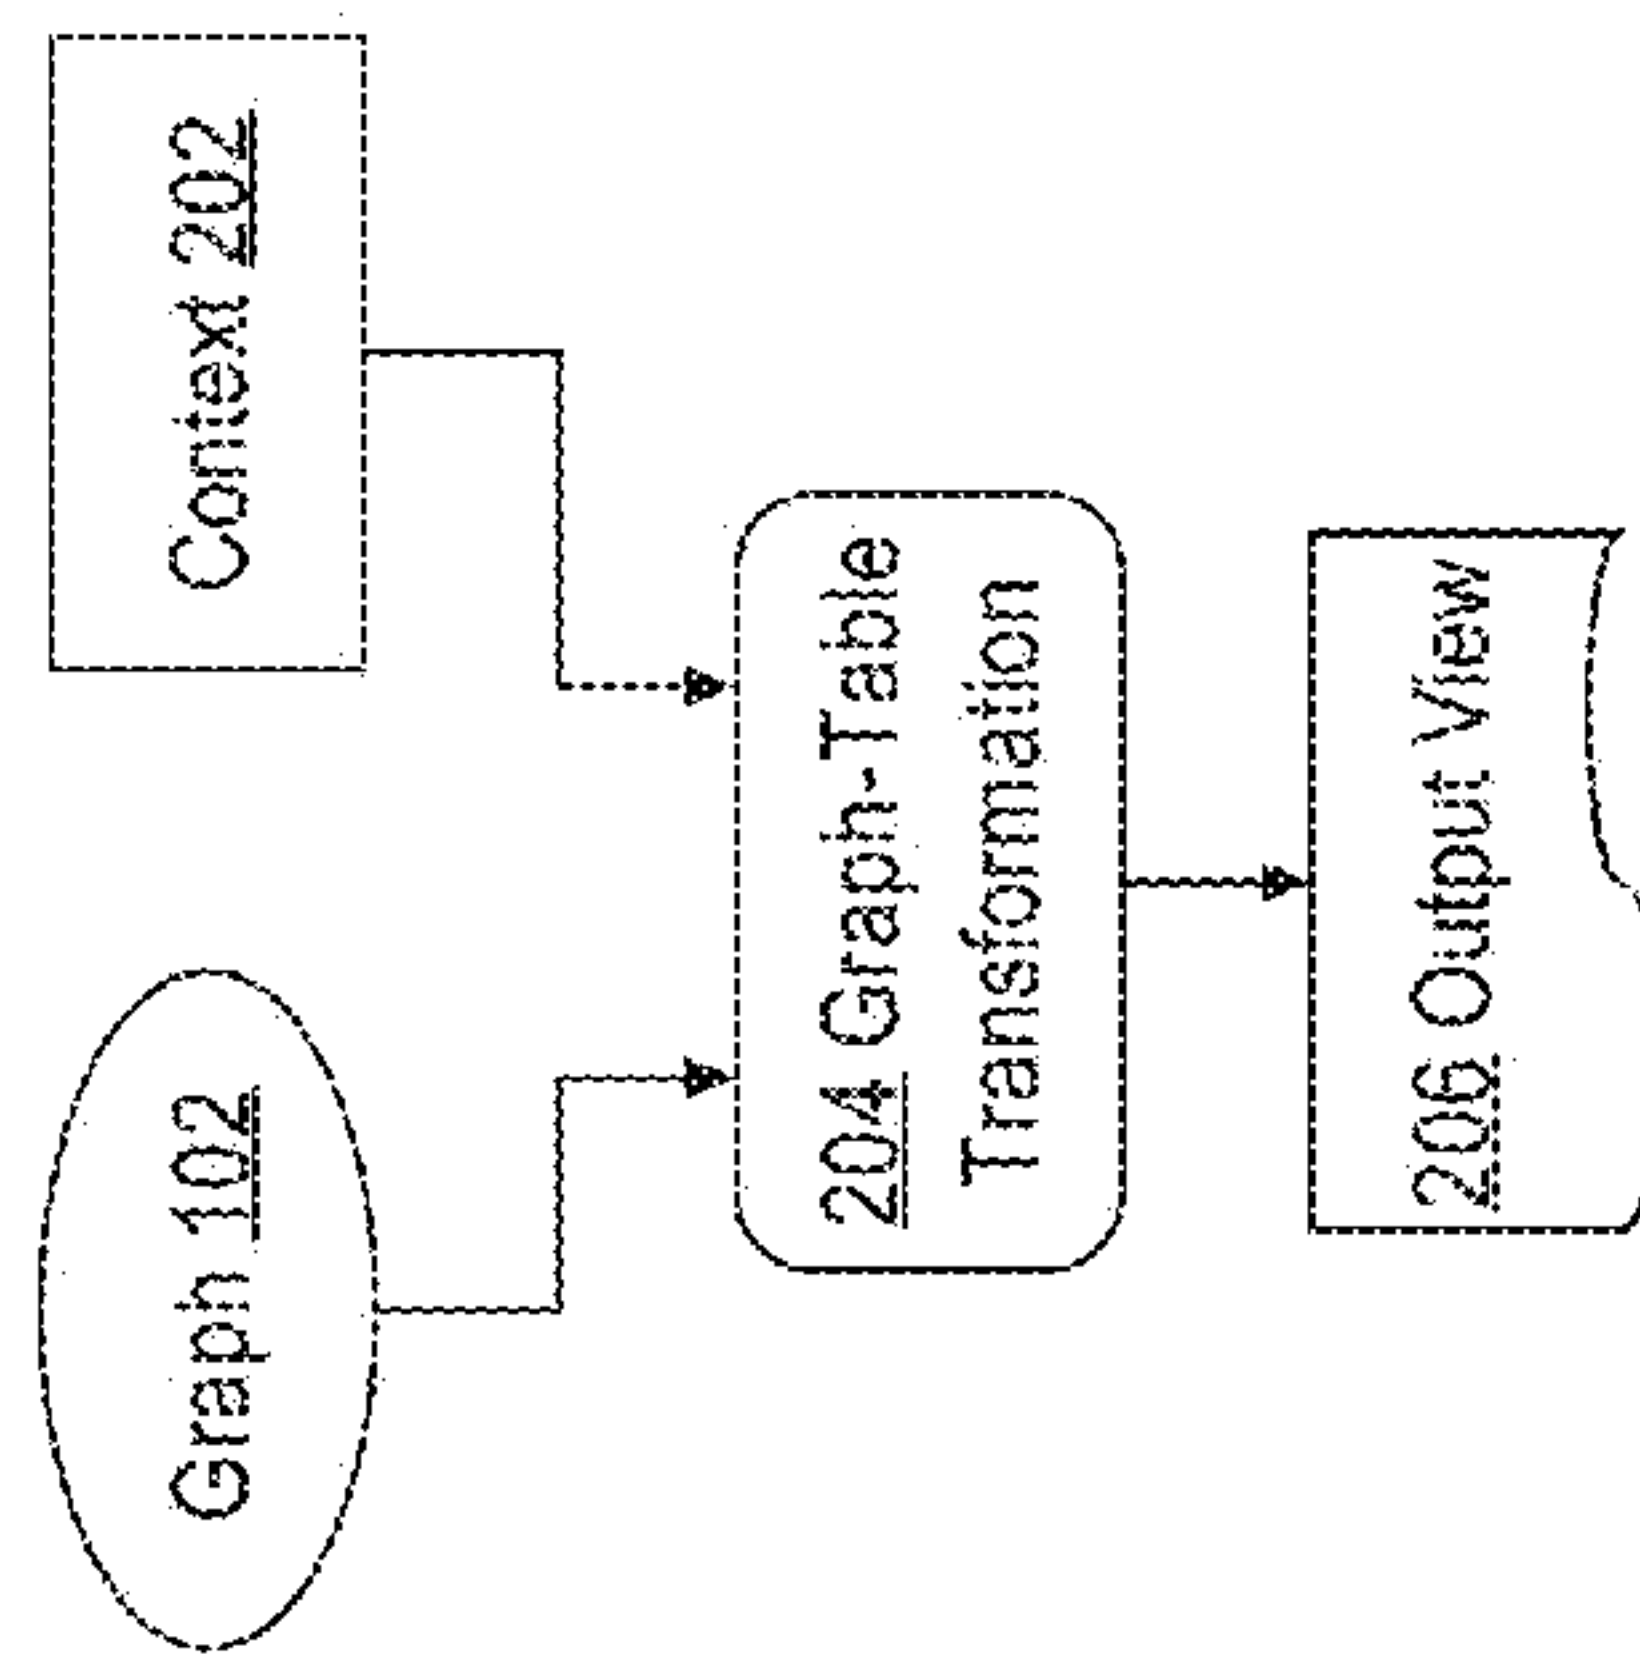 Graph 102
Context 202
204 Graph-Table
Transformation
206 Output View